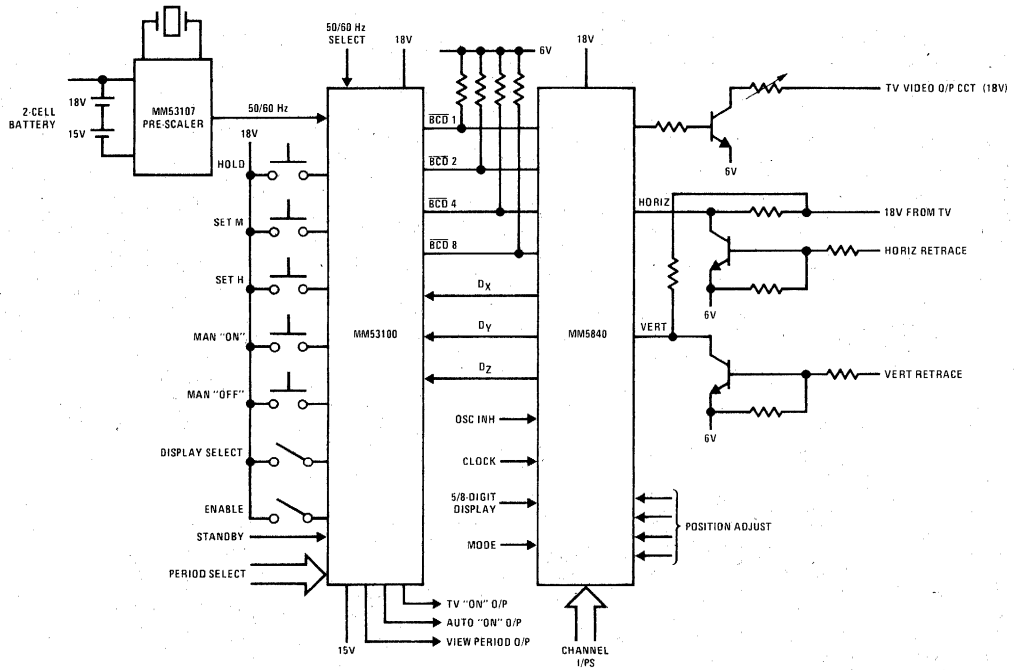 50/60 Hz
SELECT
18V
6V
18V
MM53107
PRE-SCALER
2-CELL
BATTERY
18V
15V
50/60 Hz
18V
HOLD
SET M
SET H
MAN "ON"
MAN "OFF"
DISPLAY SELECT
ENABLE
STANDBY
PERIOD SELECT
MM53100
BCD 1
BCD 2
BCD 4
BCD 8
DX
DY
DZ
OSC INH
CLOCK
5/8-DIGIT
DISPLAY
MODE
MM5840
TV VIDEO O/P CCT (18V)
6V
HORIZ
18V FROM TV
HORIZ RETRACE
6V
VERT
VERT RETRACE
6V
POSITION ADJUST
15V
TV "ON" O/P
AUTO "ON" O/P
VIEW PERIOD O/P
CHANNEL
I/PS